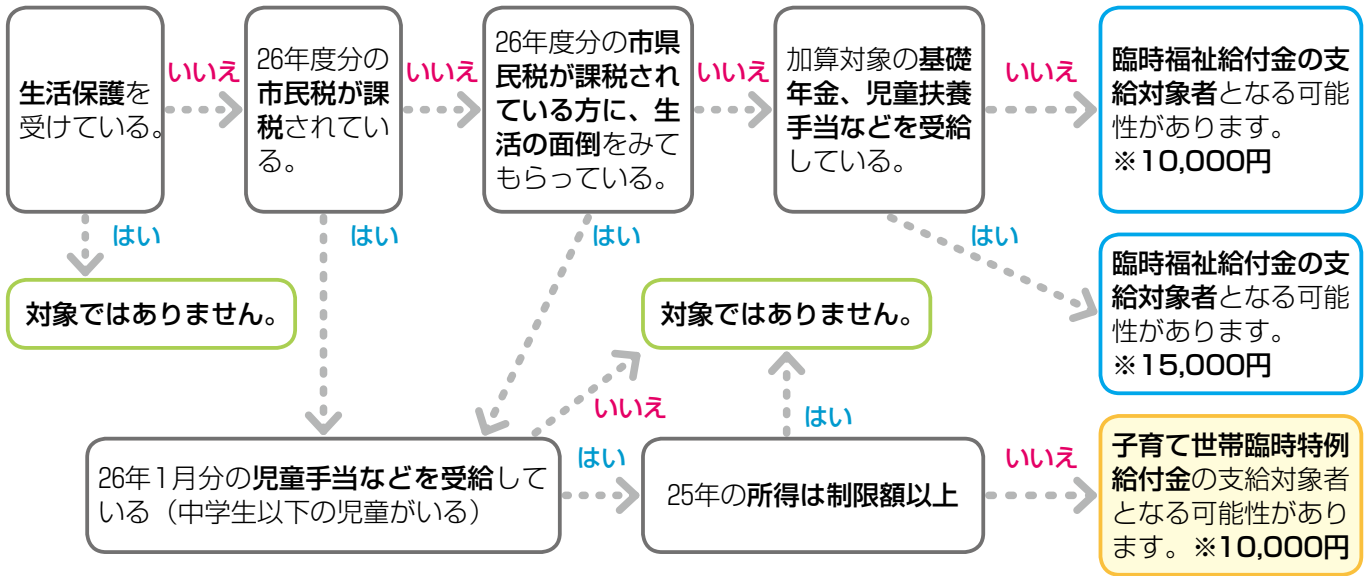 生活保護を
受けている。
いいえ
26年度分の
市民税が課
税されてい
る。
いいえ
26年度分の市県
民税が課税され
ている方に、生
活の面倒をみて
もらっている。
いいえ
加算対象の基礎
年金、児童扶養
手当などを受給
している。
いいえ
臨時福祉給付金の支
給対象者となる可能
性があります。
※10,000円
はい
はい
はい
はい
対象ではありません。
対象ではありません。
臨時福祉給付金の支
給対象者となる可能
性があります。
※15,000円
いいえ
はい
26年1月分の児童手当などを受給して
いる（中学生以下の児童がいる）
はい
25年の所得は制限額以上
いいえ
子育て世帯臨時特例
給付金の支給対象者
となる可能性があり
ます。※10,000円